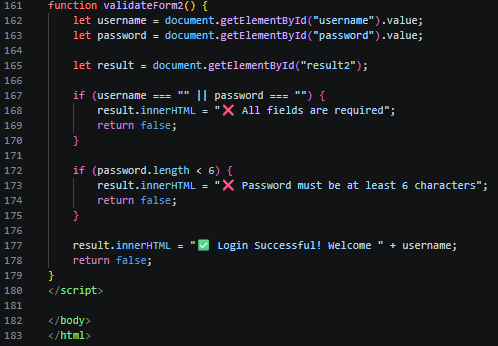 161 function validateForm2() {
162     let username = document.getElementById("username").value;
163     let password = document.getElementById("password").value;
164
165     let result = document.getElementById("result2");
166
167     if (username === "" || password === "") {
168         result.innerHTML = "❌ All fields are required";
169         return false;
170     }
171
172     if (password.length < 6) {
173         result.innerHTML = "❌ Password must be at least 6 characters";
174         return false;
175     }
176
177     result.innerHTML = "✅ Login Successful! Welcome " + username;
178     return false;
179 }
180 </script>
181
182 </body>
183 </html>